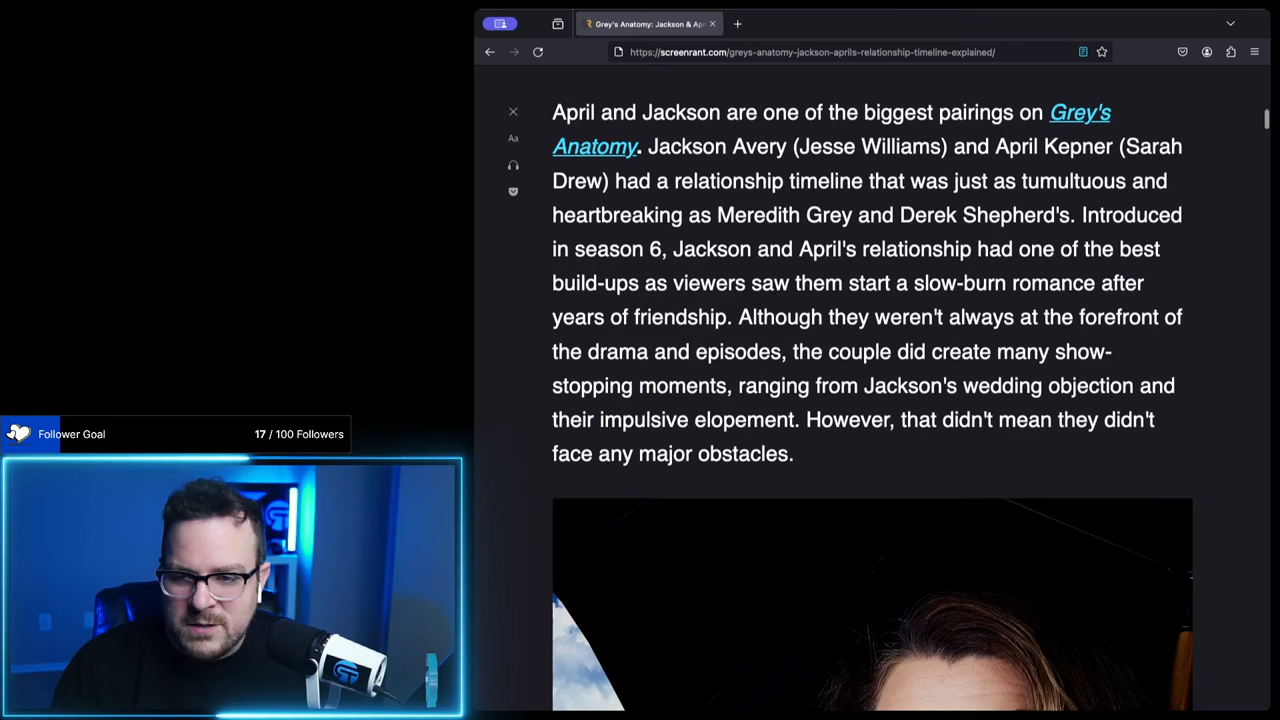 Grey's Anatomy: Jackson & Apr
https://screenrant.com/greys-anatomy-jackson-aprils-relationship-timeline-explained/
Aa
April and Jackson are one of the biggest pairings on Grey's
Anatomy. Jackson Avery (Jesse Williams) and April Kepner (Sarah
Drew) had a relationship timeline that was just as tumultuous and
heartbreaking as Meredith Grey and Derek Shepherd's. Introduced
in season 6, Jackson and April's relationship had one of the best
build-ups as viewers saw them start a slow-burn romance after
years of friendship. Although they weren't always at the forefront of
the drama and episodes, the couple did create many show-
stopping moments, ranging from Jackson's wedding objection and
their impulsive elopement. However, that didn't mean they didn't
face any major obstacles.
Follower Goal 17 / 100 Followers